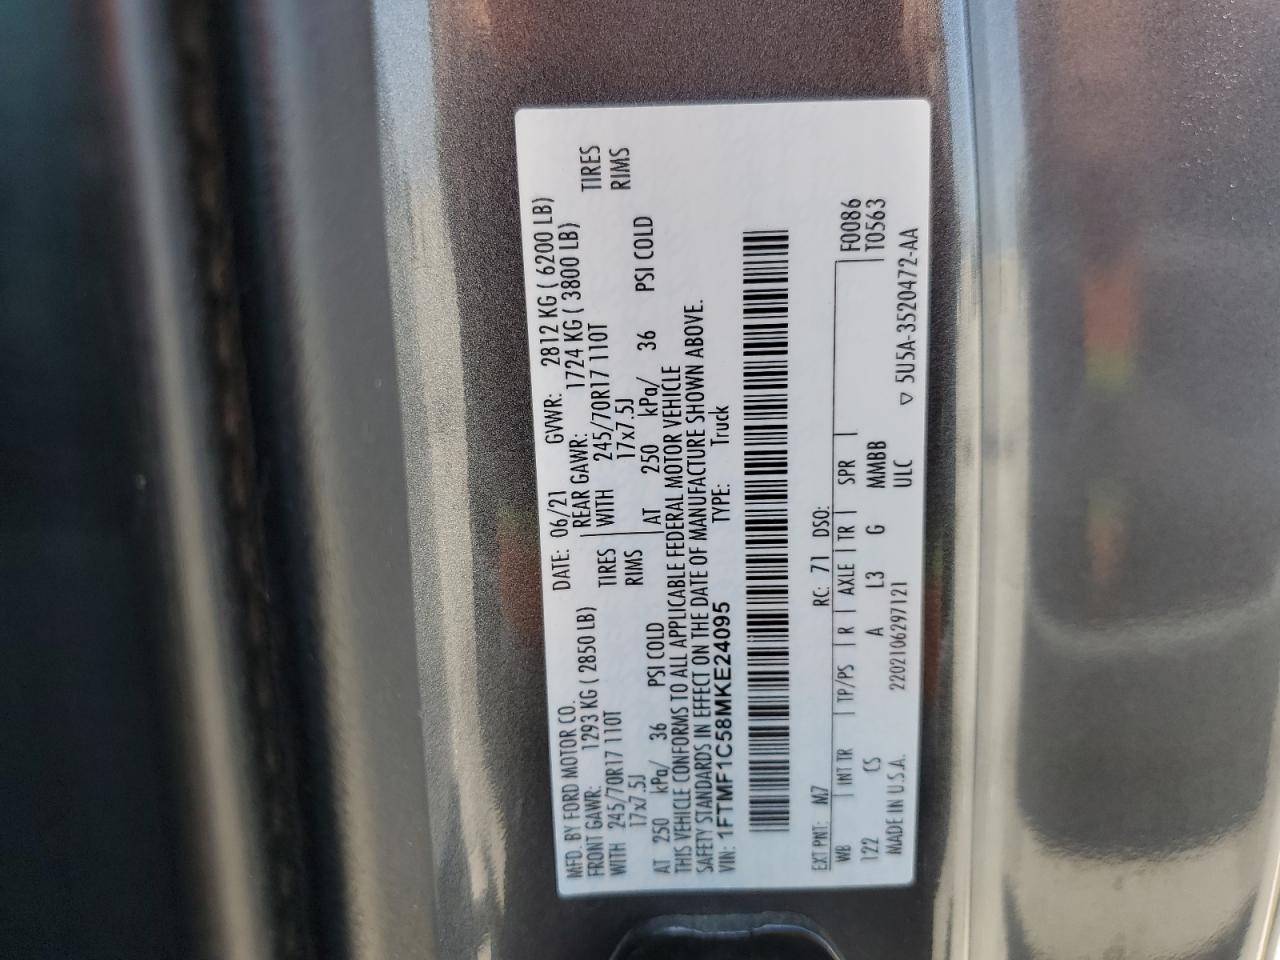 MFD. BY FORD MOTOR CO.
DATE: 06/21 GVWR: 2812 KG ( 6200 LB)
FRONT GAWR: 1293 KG ( 2850 LB) REAR GAWR: 1724 KG ( 3800 LB)
WITH 245/70R17 110T TIRES WITH 245/70R17 110T TIRES
17x7.5J RIMS 17x7.5J RIMS
AT 250 kPa/ 36 PSI COLD AT 250 kPa/ 36 PSI COLD
THIS VEHICLE CONFORMS TO ALL APPLICABLE FEDERAL MOTOR VEHICLE
SAFETY STANDARDS IN EFFECT ON THE DATE OF MANUFACTURE SHOWN ABOVE.
VIN: 1FTMF1C58MKE24095 TYPE: Truck
EXT PNT: M7 RC: 71 DSO:
WB INT TR TP/PS R AXLE TR SPR F0086
122 CS A L3 G MMBB T0563
MADE IN U.S.A. 2202106297121 ULC ▽ 5U5A-3520472-AA